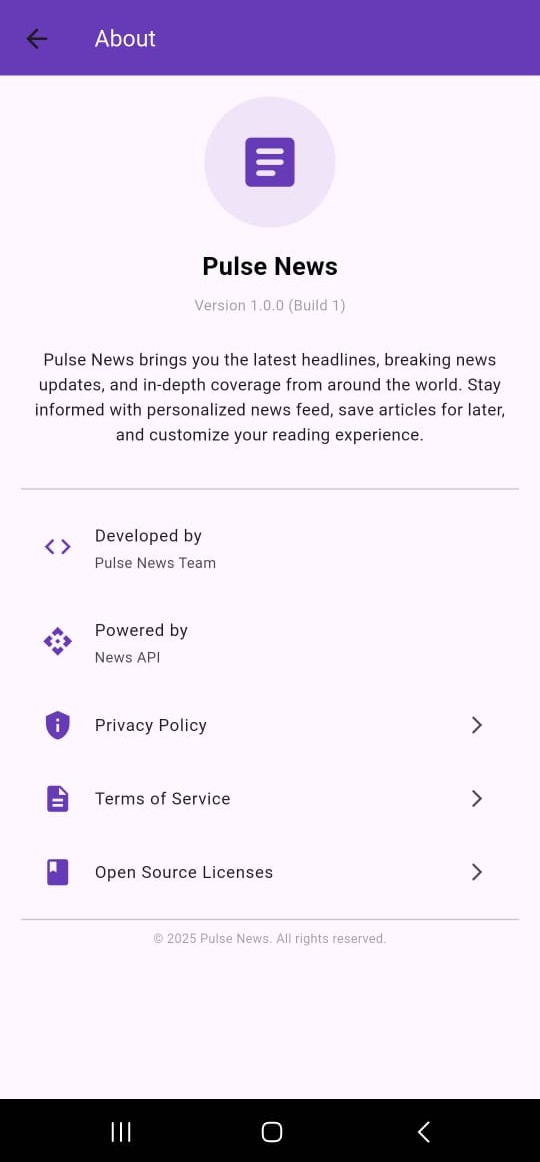 About
Pulse News
Version 1.0.0 (Build 1)
Pulse News brings you the latest headlines, breaking news
updates, and in-depth coverage from around the world. Stay
informed with personalized news feed, save articles for later,
and customize your reading experience.
Developed by
Pulse News Team
Powered by
News API
Privacy Policy
Terms of Service
Open Source Licenses
© 2025 Pulse News. All rights reserved.